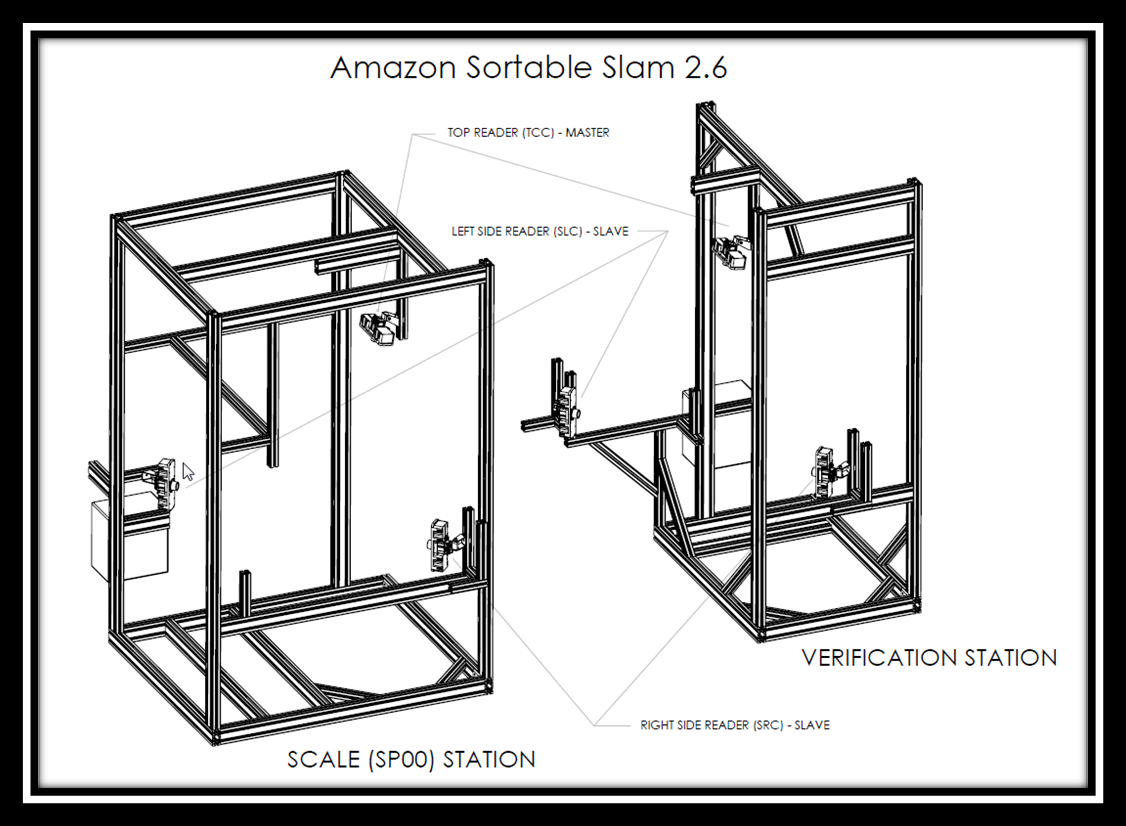 Amazon Sortable Slam 2.6
TOP READER (TCC) - MASTER
LEFT SIDE READER (SLC) - SLAVE
VERIFICATION STATION
RIGHT SIDE READER (SRC) - SLAVE
SCALE (SP00) STATION